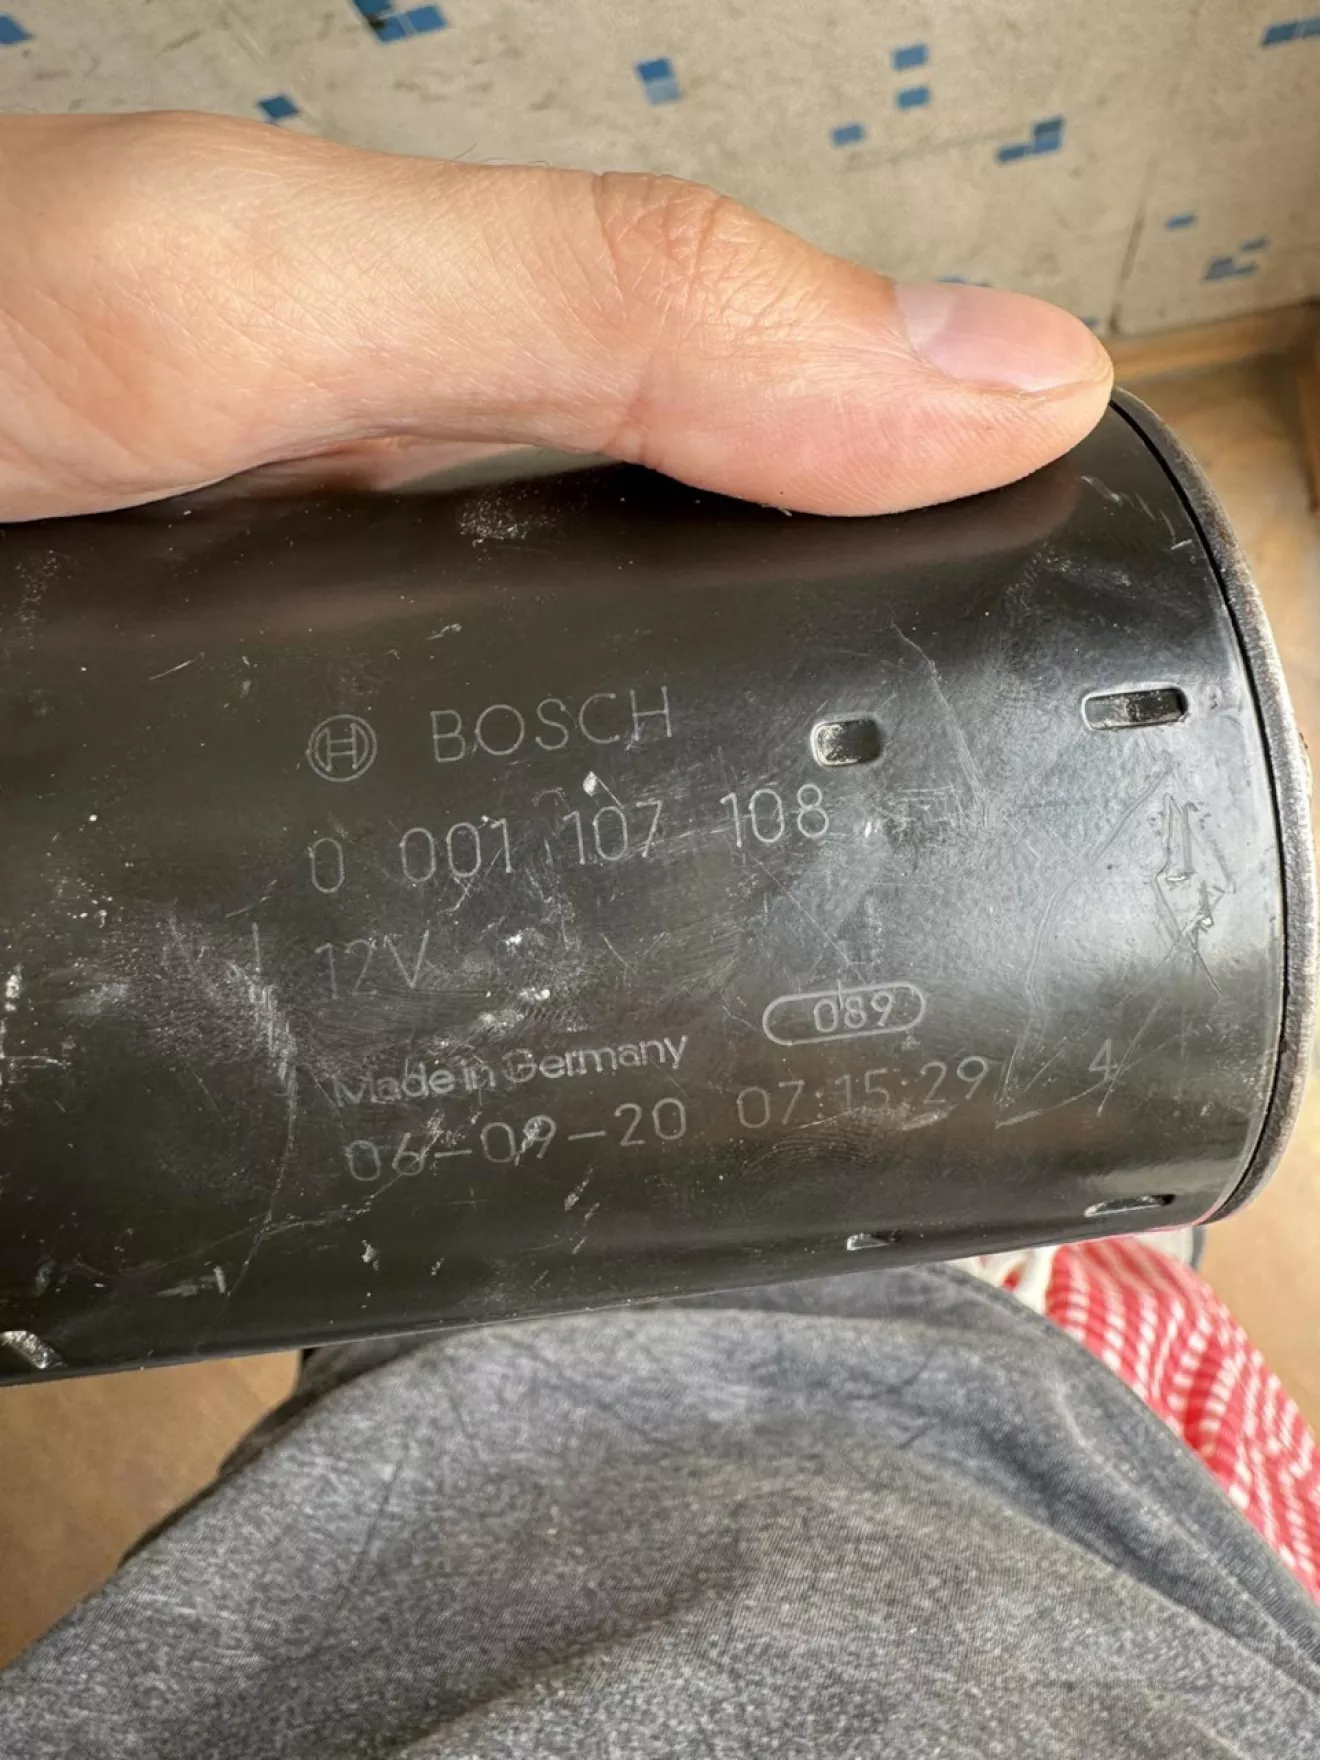 BOSCH
0 001 107 108
12V
089
Made in Germany
06-09-20 07:15:29 4